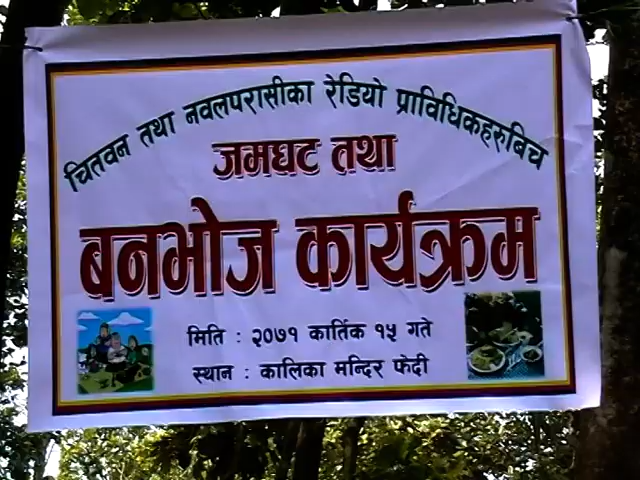 चितवन तथा नवलपरासीका रेडियो प्राविधिकहरुबिच
जमघट तथा
बनभोज कार्यक्रम
मिति : २०७१ कार्तिक १५ गते
स्थान : कालिका मन्दिर फेदी